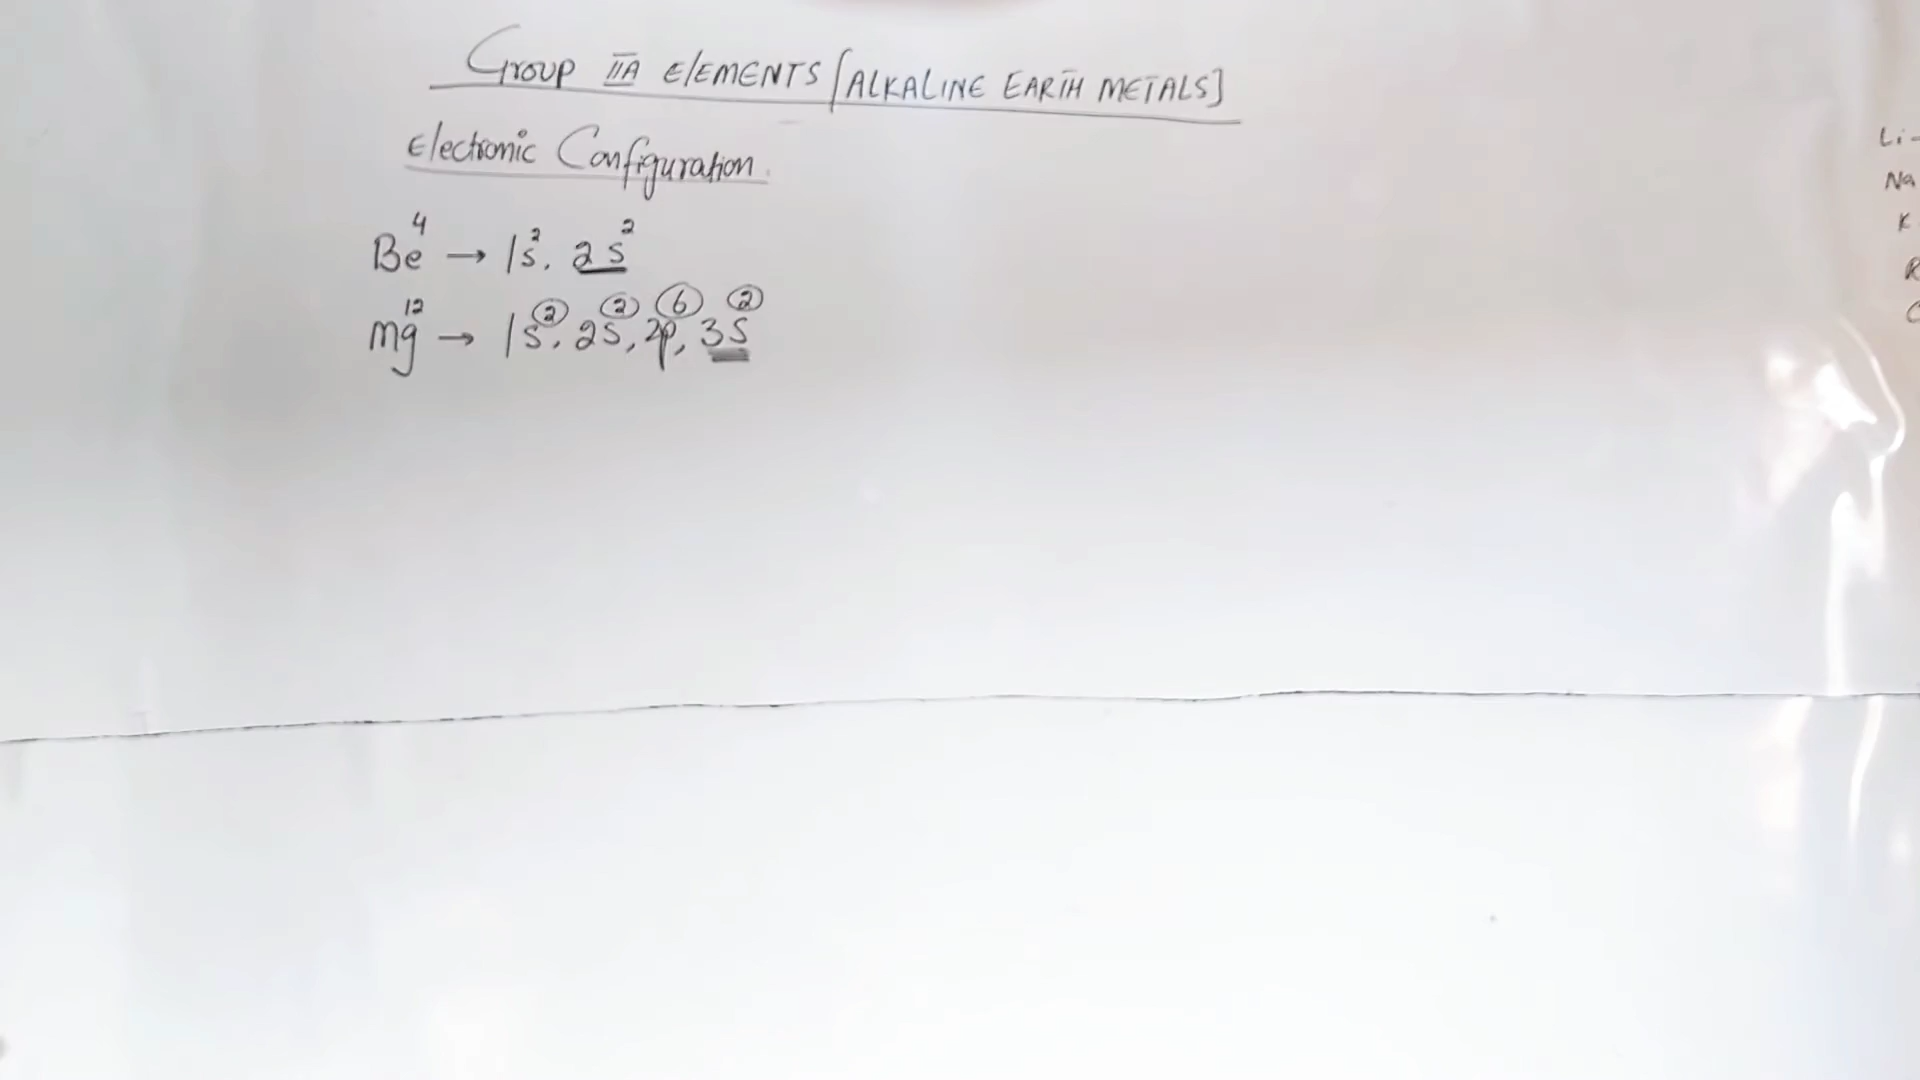 Group IIA ElEMENTS [ALKALINE EARTH METALS]
Electronic Configuration.
Be⁴ → 1s², 2s²
Mg¹² → 1s², 2s², 2p⁶, 3s²
Li-
Na
K